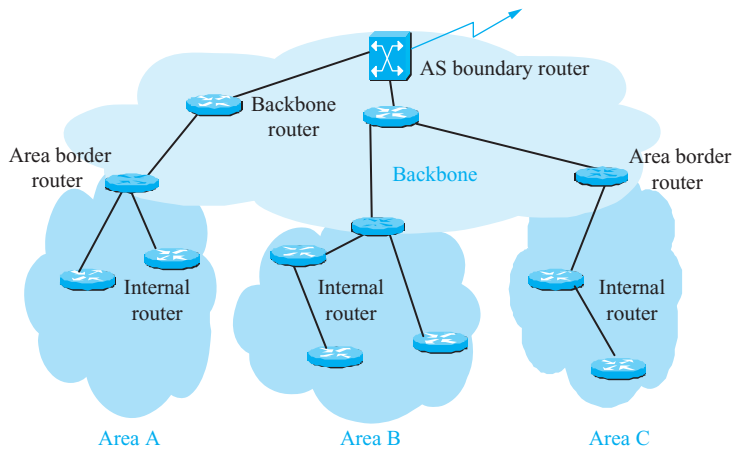 AS boundary router
Backbone
router
Area border
router
Area border
router
Backbone
Internal
router
Internal
router
Internal
router
Area A
Area B
Area C